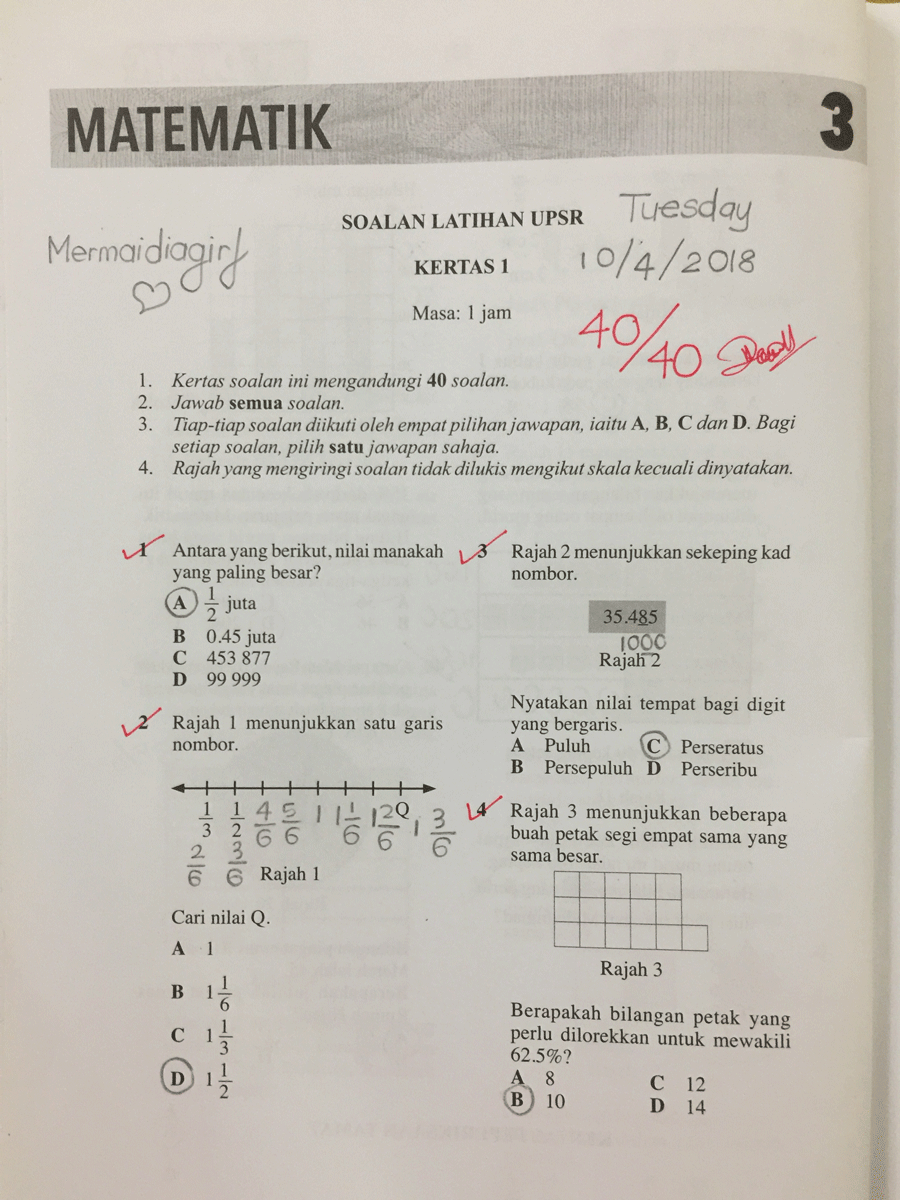 MATEMATIK 3
SOALAN LATIHAN UPSR
Tuesday
Mermaidiagirl
KERTAS 1
10/4/2018
Masa: 1 jam
40/40
1. Kertas soalan ini mengandungi 40 soalan.
2. Jawab semua soalan.
3. Tiap-tiap soalan diikuti oleh empat pilihan jawapan, iaitu A, B, C dan D. Bagi
setiap soalan, pilih satu jawapan sahaja.
4. Rajah yang mengiringi soalan tidak dilukis mengikut skala kecuali dinyatakan.
1 Antara yang berikut, nilai manakah
yang paling besar?
A 1/2 juta
B 0.45 juta
C 453 877
D 99 999
2 Rajah 1 menunjukkan satu garis
nombor.
1/3 1/2 4/6 5/6 1 1 1/6 1 2/6 Q 1 3/6
2/6 3/6
Rajah 1
Cari nilai Q.
A 1
B 1 1/6
C 1 1/3
D 1 1/2
3 Rajah 2 menunjukkan sekeping kad
nombor.
35.485
1000
Rajah 2
Nyatakan nilai tempat bagi digit
yang bergaris.
A Puluh C Perseratus
B Persepuluh D Perseribu
4 Rajah 3 menunjukkan beberapa
buah petak segi empat sama yang
sama besar.
Rajah 3
Berapakah bilangan petak yang
perlu dilorekkan untuk mewakili
62.5%?
A 8 C 12
B 10 D 14